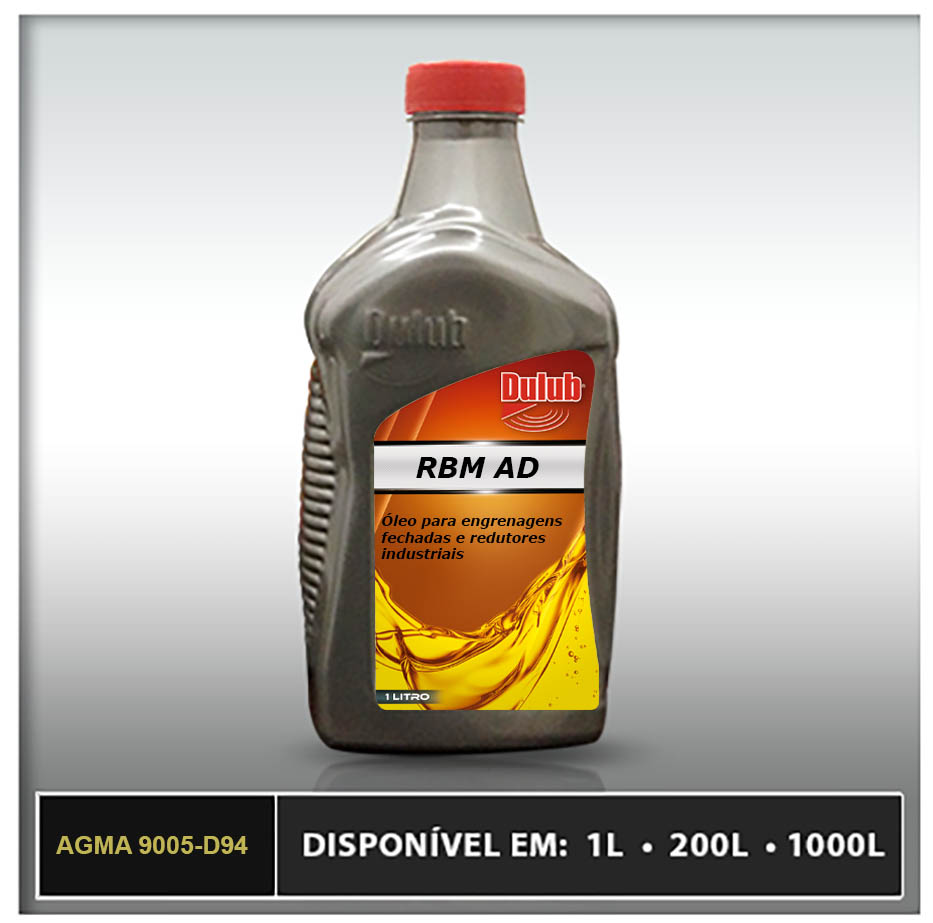 Dulub
Dulub
RBM AD
Óleo para engrenagens
fechadas e redutores
industriais
1 LITRO
AGMA 9005-D94
DISPONÍVEL EM: 1L • 200L • 1000L